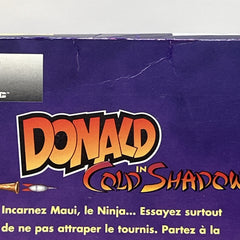 DONALD
IN
COLD SHADOW
Incarnez Maui, le Ninja... Essayez surtout
de ne pas attraper le tournis. Partez à la